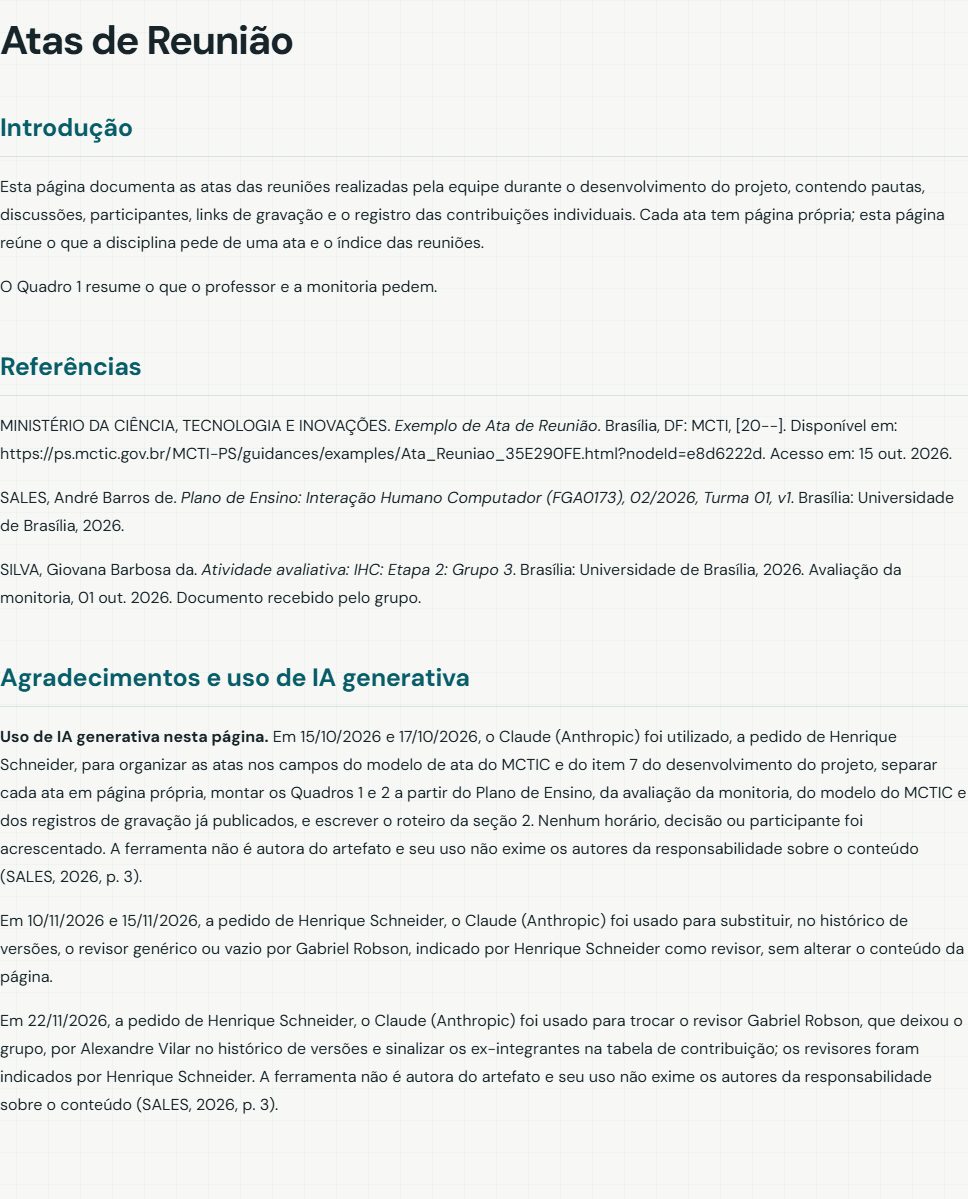 Atas de Reunião
Introdução
Esta página documenta as atas das reuniões realizadas pela equipe durante o desenvolvimento do projeto, contendo pautas,
discussões, participantes, links de gravação e o registro das contribuições individuais. Cada ata tem página própria; esta página
reúne o que a disciplina pede de uma ata e o índice das reuniões.
O Quadro 1 resume o que o professor e a monitoria pedem.
Referências
MINISTÉRIO DA CIÊNCIA, TECNOLOGIA E INOVAÇÕES. Exemplo de Ata de Reunião. Brasília, DF: MCTI, [20--]. Disponível em:
https://ps.mctic.gov.br/MCTI-PS/guidances/examples/Ata_Reuniao_35E290FE.html?nodeId=e8d6222d. Acesso em: 15 out. 2026.
SALES, André Barros de. Plano de Ensino: Interação Humano Computador (FGA0173), 02/2026, Turma 01, v1. Brasília: Universidade
de Brasília, 2026.
SILVA, Giovana Barbosa da. Atividade avaliativa: IHC: Etapa 2: Grupo 3. Brasília: Universidade de Brasília, 2026. Avaliação da
monitoria, 01 out. 2026. Documento recebido pelo grupo.
Agradecimentos e uso de IA generativa
Uso de IA generativa nesta página. Em 15/10/2026 e 17/10/2026, o Claude (Anthropic) foi utilizado, a pedido de Henrique
Schneider, para organizar as atas nos campos do modelo de ata do MCTIC e do item 7 do desenvolvimento do projeto, separar
cada ata em página própria, montar os Quadros 1 e 2 a partir do Plano de Ensino, da avaliação da monitoria, do modelo do MCTIC e
dos registros de gravação já publicados, e escrever o roteiro da seção 2. Nenhum horário, decisão ou participante foi
acrescentado. A ferramenta não é autora do artefato e seu uso não exime os autores da responsabilidade sobre o conteúdo
(SALES, 2026, p. 3).
Em 10/11/2026 e 15/11/2026, a pedido de Henrique Schneider, o Claude (Anthropic) foi usado para substituir, no histórico de
versões, o revisor genérico ou vazio por Gabriel Robson, indicado por Henrique Schneider como revisor, sem alterar o conteúdo da
página.
Em 22/11/2026, a pedido de Henrique Schneider, o Claude (Anthropic) foi usado para trocar o revisor Gabriel Robson, que deixou o
grupo, por Alexandre Vilar no histórico de versões e sinalizar os ex-integrantes na tabela de contribuição; os revisores foram
indicados por Henrique Schneider. A ferramenta não é autora do artefato e seu uso não exime os autores da responsabilidade
sobre o conteúdo (SALES, 2026, p. 3).